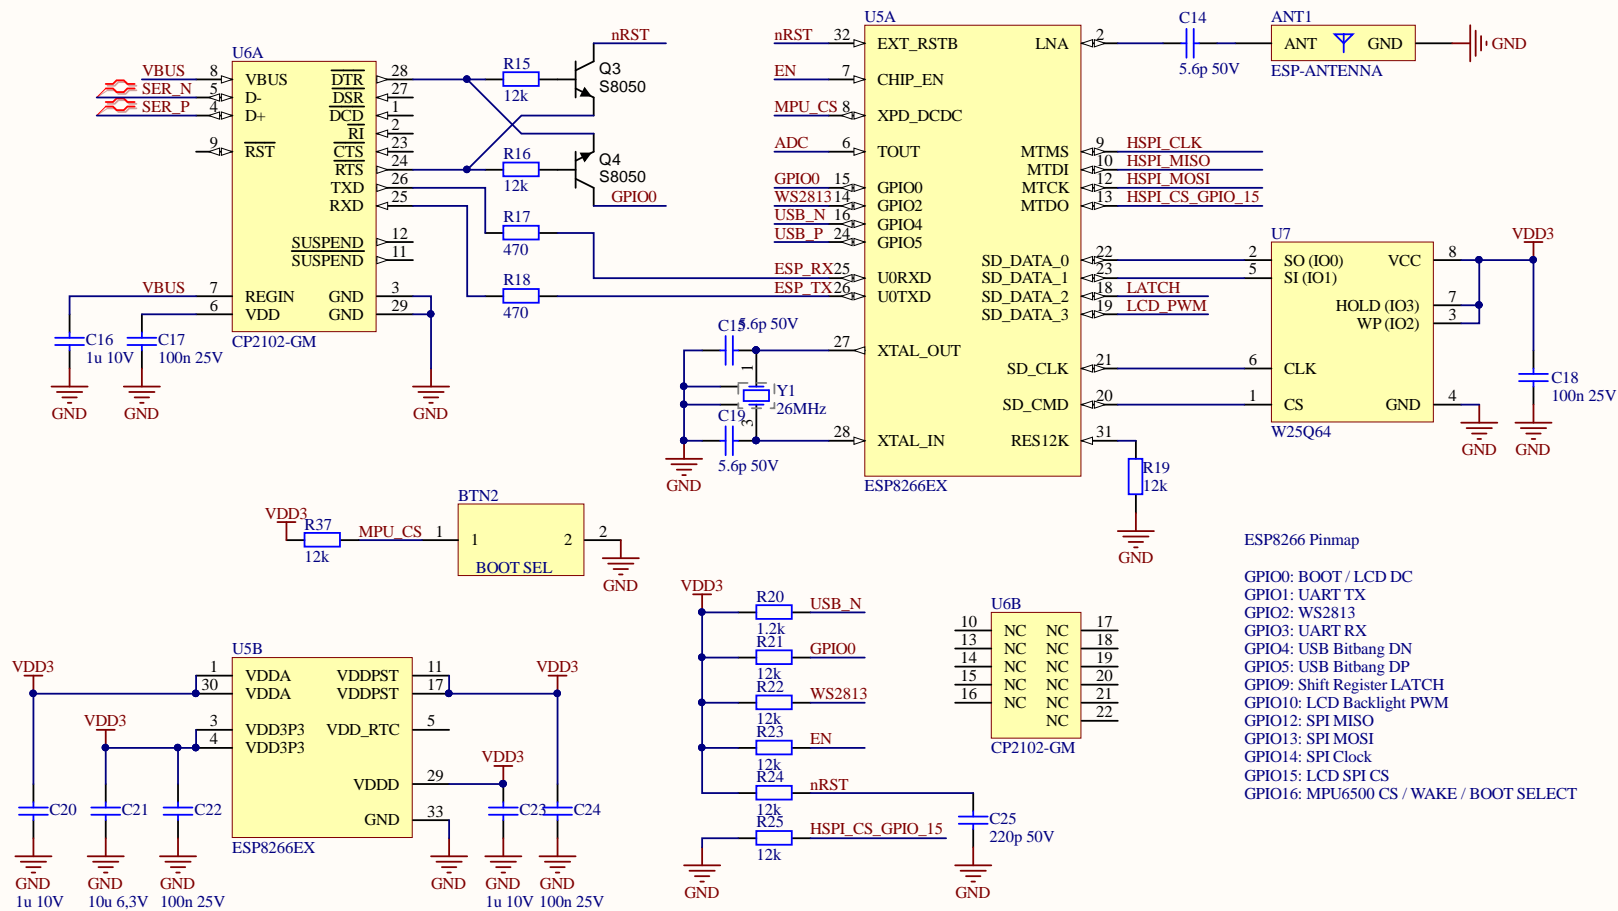 U6A
VBUS 8 VBUS
SER_N 5 D-
SER_P 4 D+
9 RST
VBUS 7 REGIN
6 VDD
DTR 28
DSR 27
DCD 1
RI 2
CTS 23
RTS 24
TXD 26
RXD 25
SUSPEND 12
SUSPEND 11
GND 3
GND 29
CP2102-GM
C16
1u 10V
C17
100n 25V
GND
GND
GND
R15
12k
R16
12k
R17
470
R18
470
nRST
Q3
S8050
Q4
S8050
GPIO0
U5A
nRST 32 EXT_RSTB
EN 7 CHIP_EN
MPU_CS 8 XPD_DCDC
ADC 6 TOUT
GPIO0 15 GPIO0
WS2813 14 GPIO2
USB_N 16 GPIO4
USB_P 24 GPIO5
ESP_RX 25 U0RXD
ESP_TX 26 U0TXD
27 XTAL_OUT
28 XTAL_IN
LNA 2
MTMS 9 HSPI_CLK
MTDI 10 HSPI_MISO
MTCK 12 HSPI_MOSI
MTDO 13 HSPI_CS_GPIO_15
SD_DATA_0 22
SD_DATA_1 23
SD_DATA_2 18 LATCH
SD_DATA_3 19 LCD_PWM
SD_CLK 21
SD_CMD 20
RES12K 31
ESP8266EX
C15
5.6p 50V
1
Y1
26MHz
3
C19
5.6p 50V
GND
C14
5.6p 50V
ANT1
ANT GND
ESP-ANTENNA
GND
U7
2 SO (IO0)
5 SI (IO1)
6 CLK
1 CS
VCC 8
HOLD (IO3) 7
WP (IO2) 3
GND 4
W25Q64
VDD3
C18
100n 25V
GND
GND
R19
12k
GND
VDD3
R37
12k
MPU_CS 1
BTN2
1 2
BOOT SEL
2
GND
U5B
VDD3
1 VDDA
30 VDDA
VDD3
3 VDD3P3
4 VDD3P3
VDDPST 11
VDDPST 17
VDD_RTC 5
VDDD 29
GND 33
ESP8266EX
VDD3
VDD3
C20
C21
C22
C23
C24
GND
GND
GND
GND
GND
GND
1u 10V
10u 6,3V
100n 25V
1u 10V
100n 25V
VDD3
R20 USB_N
1.2k
R21 GPIO0
12k
R22 WS2813
12k
R23 EN
12k
R24 nRST
12k
R25 HSPI_CS_GPIO_15
12k
GND
C25
220p 50V
GND
U6B
10 NC NC 17
13 NC NC 18
14 NC NC 19
15 NC NC 20
16 NC NC 21
NC 22
CP2102-GM
ESP8266 Pinmap
GPIO0: BOOT / LCD DC
GPIO1: UART TX
GPIO2: WS2813
GPIO3: UART RX
GPIO4: USB Bitbang DN
GPIO5: USB Bitbang DP
GPIO9: Shift Register LATCH
GPIO10: LCD Backlight PWM
GPIO12: SPI MISO
GPIO13: SPI MOSI
GPIO14: SPI Clock
GPIO15: LCD SPI CS
GPIO16: MPU6500 CS / WAKE / BOOT SELECT